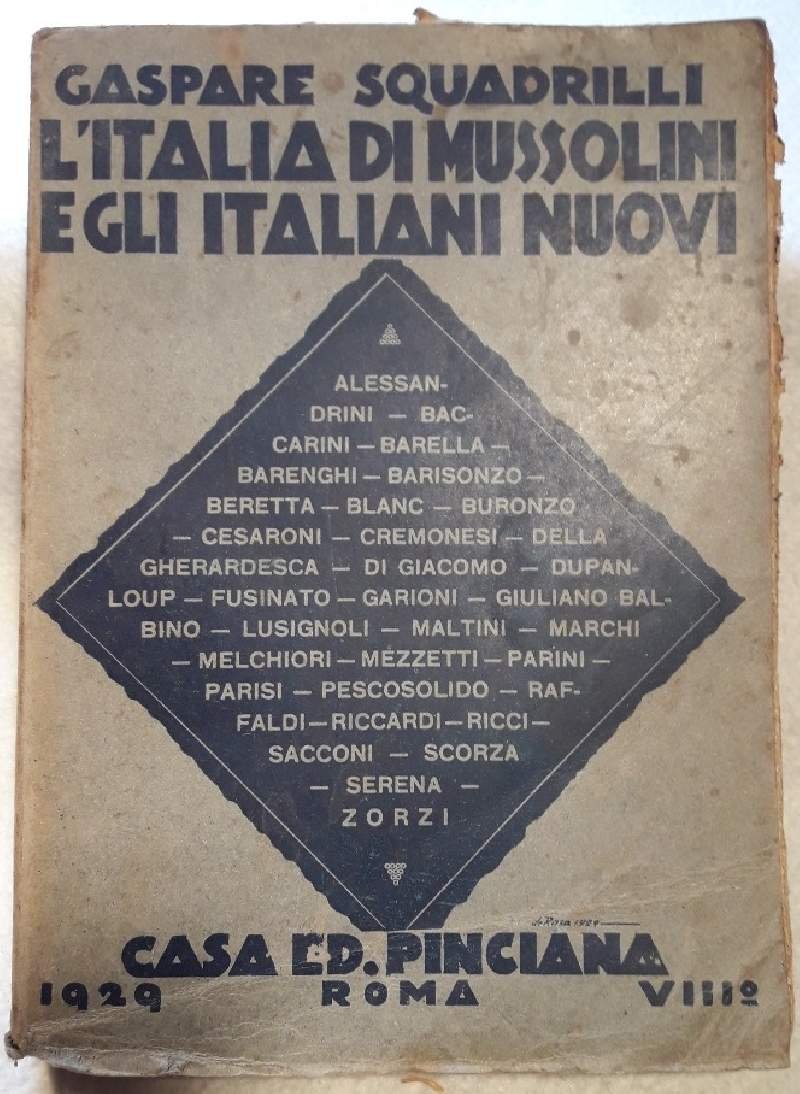 GASPARE SQUADRILLI
L'ITALIA DI MUSSOLINI
E GLI ITALIANI NUOVI
ALESSAN-
DRINI — BAC-
CARINI — BARELLA —
BARENGHI — BARISONZO —
BERETTA — BLANC — BURONZO
— CESARONI — CREMONESI — DELLA
GHERARDESCA — DI GIACOMO — DUPAN-
LOUP — FUSINATO — GARIONI — GIULIANO BAL-
BINO — LUSIGNOLI — MALTINI — MARCHI
— MELCHIORI — MEZZETTI — PARINI —
PARISI — PESCOSOLIDO — RAF-
FALDI — RICCARDI — RICCI —
SACCONI — SCORZA
— SERENA —
ZORZI
CASA ED. PINCIANA
1929 ROMA VIIIº